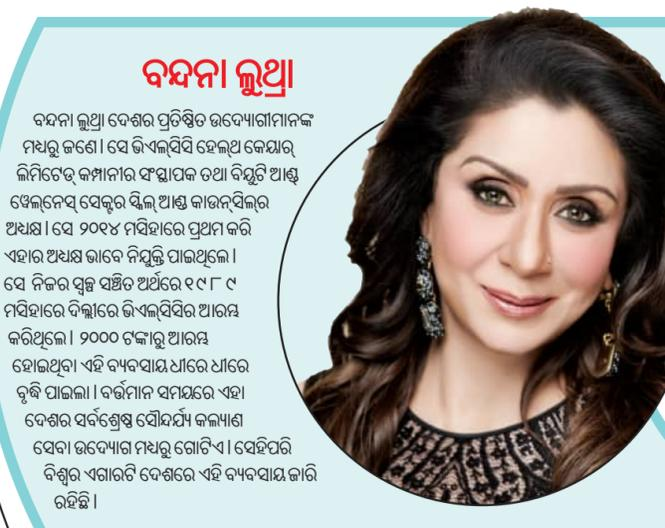 ବନ୍ଦନା ଲୁଥ୍ରା
ବନ୍ଦନା ଲୁଥ୍ରା ଦେଶର ପ୍ରତିଷ୍ଠିତ ଉଦ୍ୟୋଗୀମାନଙ୍କ
ମଧ୍ୟରୁ ଜଣେ । ସେ ଭିଏଲ୍‌ସିସି ହେଲ୍‌ଥ କେୟାର୍
ଲିମିଟେଡ୍ କମ୍ପାନୀର ସଂସ୍ଥାପକ ତଥା ବିୟୁଟି ଆଣ୍ଡ
ୱେଲ୍‌ନେସ୍ ସେକ୍ଟର ସ୍କିଲ୍ ଆଣ୍ଡ କାଉନ୍‌ସିଲ୍‌ର
ଅଧ୍ୟକ୍ଷ । ସେ ୨୦୧୪ ମସିହାରେ ପ୍ରଥମ କରି
ଏହାର ଅଧ୍ୟକ୍ଷ ଭାବେ ନିଯୁକ୍ତି ପାଇଥିଲେ ।
ସେ ନିଜର ସ୍ୱଳ୍ପ ସଞ୍ଚିତ ଅର୍ଥରେ ୧୯୮୯
ମସିହାରେ ଦିଲ୍ଲୀରେ ଭିଏଲ୍‌ସିସିର ଆରମ୍ଭ
କରିଥିଲେ । ୨୦୦୦ ଟଙ୍କାରୁ ଆରମ୍ଭ
ହୋଇଥିବା ଏହି ବ୍ୟବସାୟ ଧୀରେ ଧୀରେ
ବୃଦ୍ଧି ପାଇଲା । ବର୍ତ୍ତମାନ ସମୟରେ ଏହା
ଦେଶର ସର୍ବଶ୍ରେଷ୍ଠ ସୌନ୍ଦର୍ଯ୍ୟ କଲ୍ୟାଣ
ସେବା ଉଦ୍ୟୋଗ ମଧ୍ୟରୁ ଗୋଟିଏ । ସେହିପରି
ବିଶ୍ୱର ଏଗାରଟି ଦେଶରେ ଏହି ବ୍ୟବସାୟ ଜାରି
ରହିଛି ।